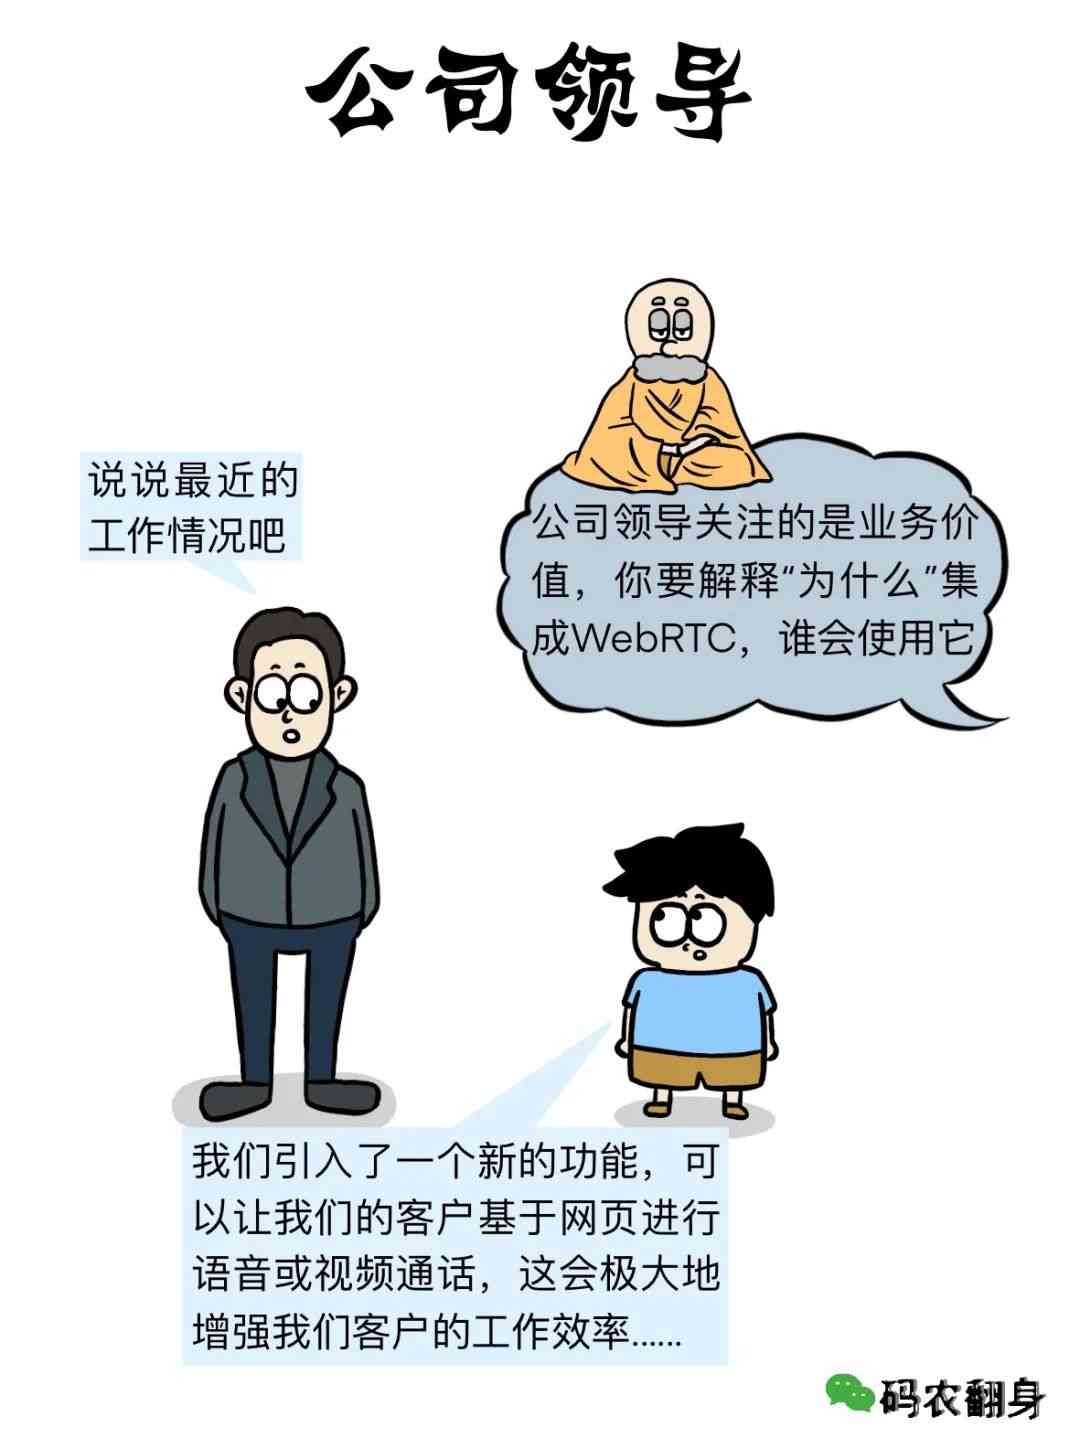 公司领导
说说最近的
工作情况吧
公司领导关注的是业务价
值，你要解释“为什么”集
成WebRTC，谁会使用它
我们引入了一个新的功能，可
以让我们的客户基于网页进行
语音或视频通话，这会极大地
增强我们客户的工作效率......
码农翻身